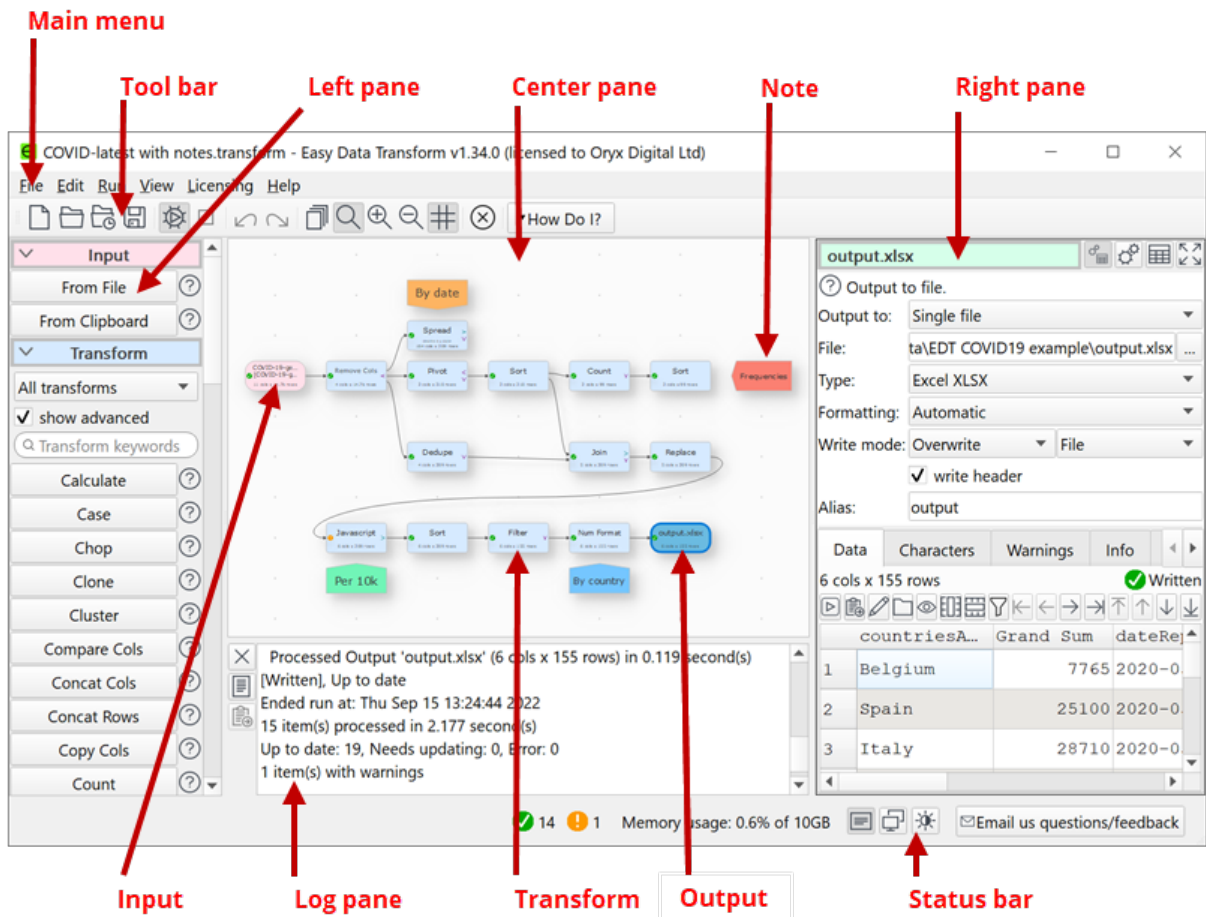 Main menu
Tool bar
Left pane
Center pane
Note
Right pane
COVID-latest with notes.transform - Easy Data Transform v1.34.0 (licensed to Oryx Digital Ltd)
File Edit Run View Licensing Help
How Do I?
Input
From File
From Clipboard
Transform
All transforms
show advanced
Transform keywords
Calculate
Case
Chop
Clone
Cluster
Compare Cols
Concat Cols
Concat Rows
Copy Cols
Count
By date
Spread
Remove Cols
Pivot
Sort
Count
Sort
Frequencies
Dedupe
Join
Replace
Javascript
Sort
Filter
Num Format
output.xlsx
Per 10k
By country
Processed Output 'output.xlsx' (6 cols x 155 rows) in 0.119 second(s)
[Written], Up to date
Ended run at: Thu Sep 15 13:24:44 2022
15 item(s) processed in 2.177 second(s)
Up to date: 19, Needs updating: 0, Error: 0
1 item(s) with warnings
output.xlsx
Output to file.
Output to: Single file
File: ta\EDT COVID19 example\output.xlsx ...
Type: Excel XLSX
Formatting: Automatic
Write mode: Overwrite File
write header
Alias: output
Data Characters Warnings Info
6 cols x 155 rows Written
countriesA... Grand Sum dateRe
1 Belgium 7765 2020-0
2 Spain 25100 2020-0
3 Italy 28710 2020-0
14 1 Memory usage: 0.6% of 10GB Email us questions/feedback
Input
Log pane
Transform
Output
Status bar